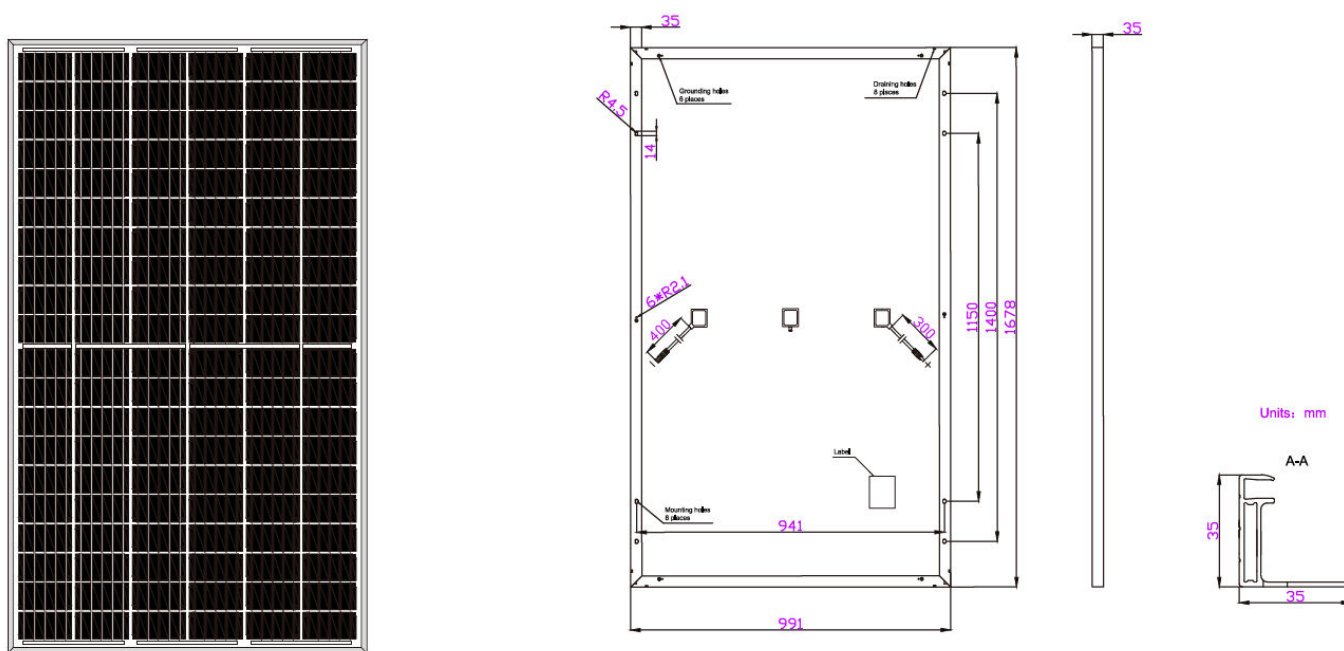 35
35
Grounding holes
6 places
Draining holes
8 places
R4.5
14
6*R2.1
400
300
1150
1400
1678
Units: mm
Label
A-A
Mounting holes
8 places
941
35
35
991